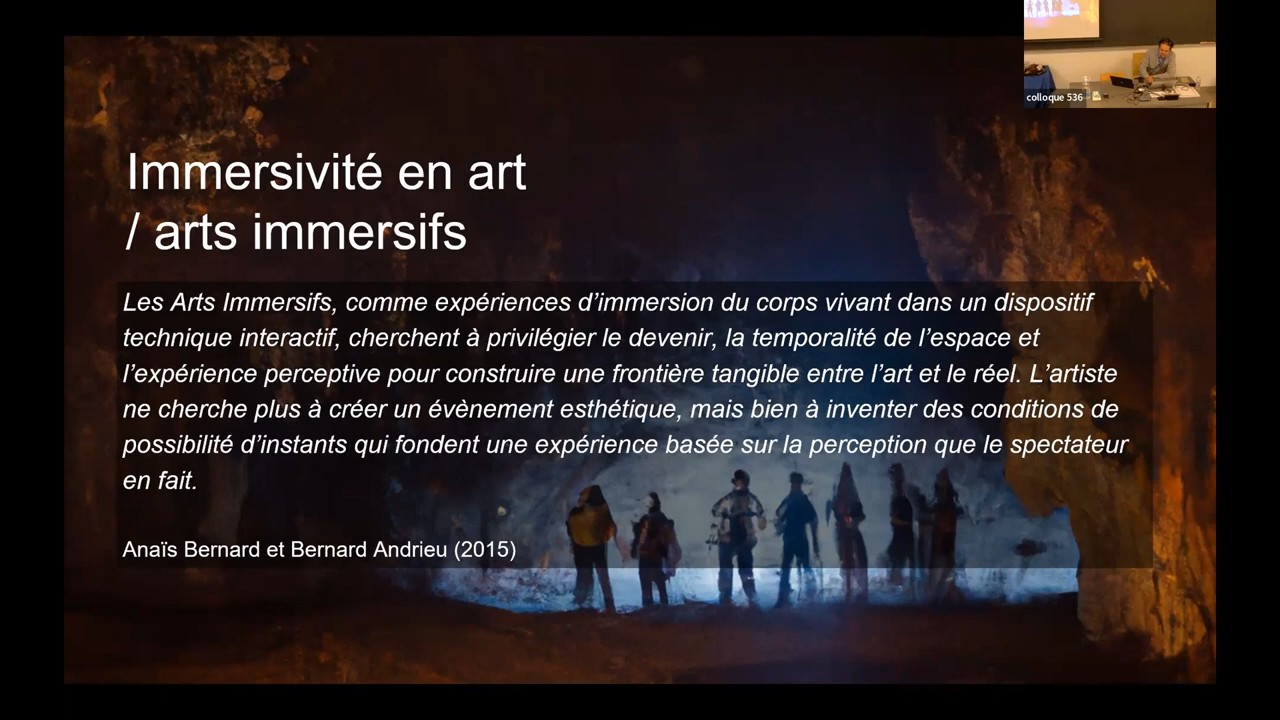 colloque 536
Immersivité en art
/ arts immersifs
Les Arts Immersifs, comme expériences d’immersion du corps vivant dans un dispositif
technique interactif, cherchent à privilégier le devenir, la temporalité de l’espace et
l’expérience perceptive pour construire une frontière tangible entre l’art et le réel. L’artiste
ne cherche plus à créer un évènement esthétique, mais bien à inventer des conditions de
possibilité d’instants qui fondent une expérience basée sur la perception que le spectateur
en fait.
Anaïs Bernard et Bernard Andrieu (2015)